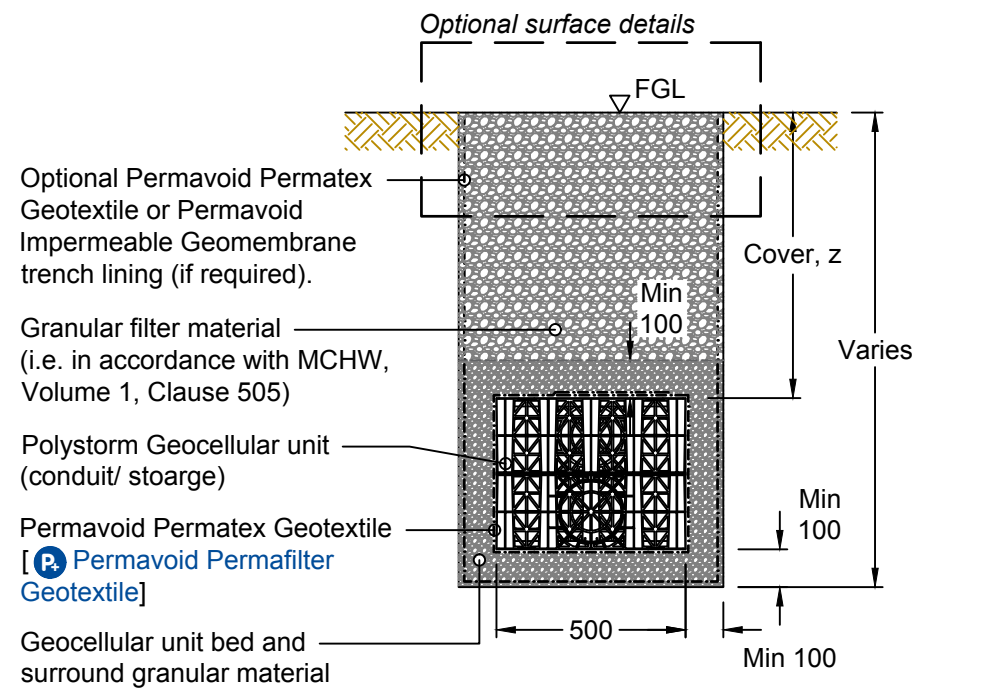 Optional surface details
FGL
Optional Permavoid Permatex
Geotextile or Permavoid
Impermeable Geomembrane
trench lining (if required).
Cover, z
Min
100
Granular filter material
(i.e. in accordance with MCHW,
Volume 1, Clause 505)
Varies
Polystorm Geocellular unit
(conduit/ stoarge)
Min
100
Permavoid Permatex Geotextile
[ P+ Permavoid Permafilter
Geotextile]
500
Geocellular unit bed and
surround granular material
Min 100